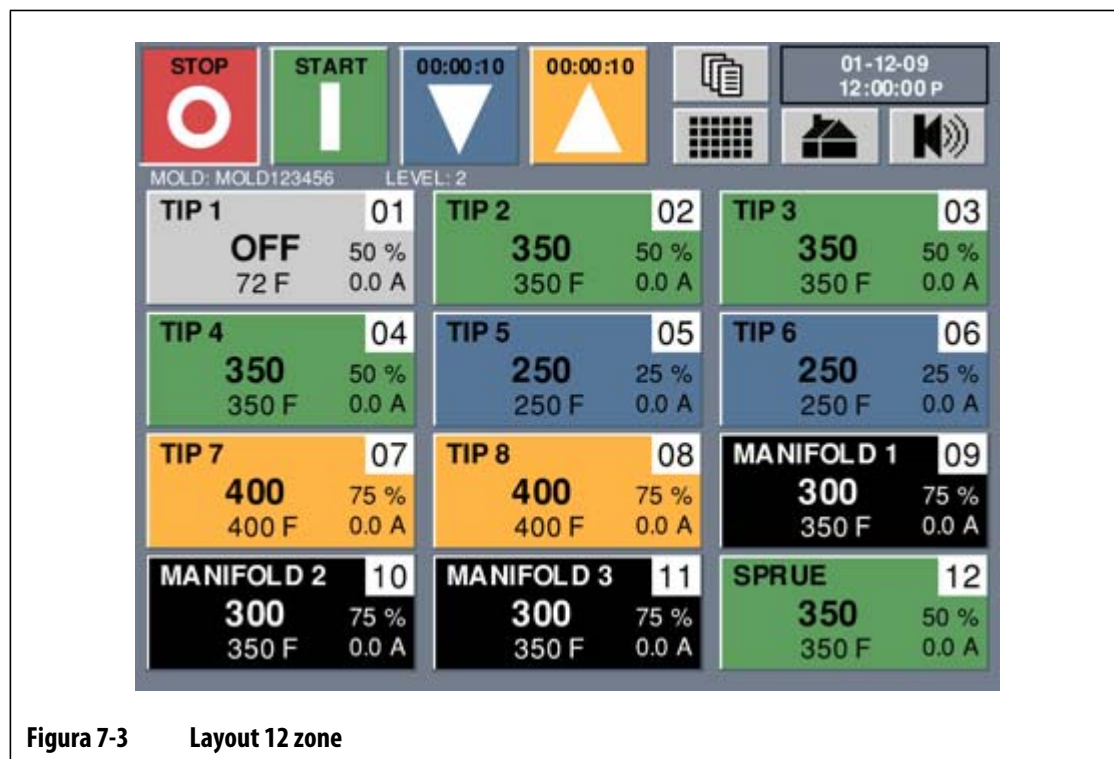 STOP START 00:00:10 00:00:10 01-12-09
12:00:00 P
MOLD: MOLD123456 LEVEL: 2
TIP 1 01 TIP 2 02 TIP 3 03
OFF 50 % 350 50 % 350 50 %
72 F 0.0 A 350 F 0.0 A 350 F 0.0 A
TIP 4 04 TIP 5 05 TIP 6 06
350 50 % 250 25 % 250 25 %
350 F 0.0 A 250 F 0.0 A 250 F 0.0 A
TIP 7 07 TIP 8 08 MANIFOLD 1 09
400 75 % 400 75 % 300 75 %
400 F 0.0 A 400 F 0.0 A 350 F 0.0 A
MANIFOLD 2 10 MANIFOLD 3 11 SPRUE 12
300 75 % 300 75 % 350 50 %
350 F 0.0 A 350 F 0.0 A 350 F 0.0 A
Figura 7-3 Layout 12 zone